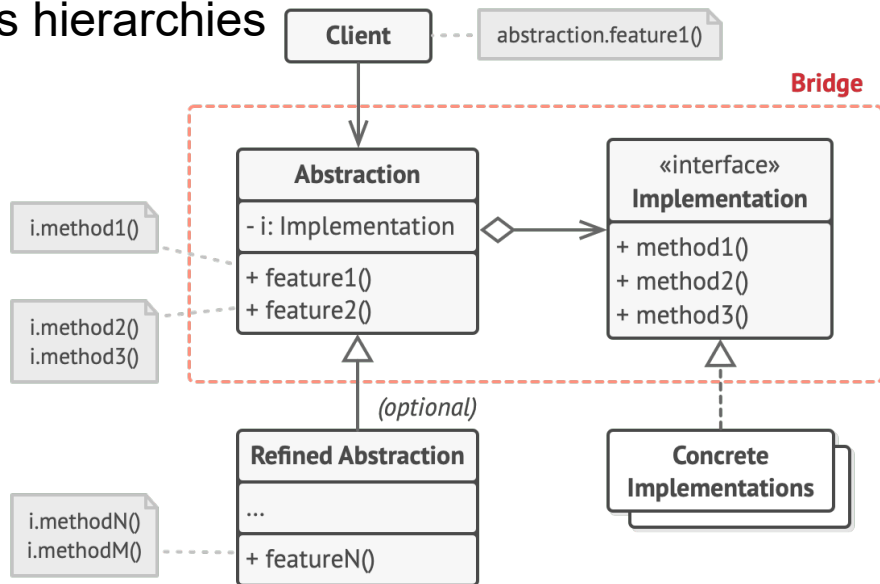 s hierarchies
Client
abstraction.feature1()
Bridge
Abstraction
- i: Implementation
+ feature1()
+ feature2()
«interface»
Implementation
+ method1()
+ method2()
+ method3()
i.method1()
i.method2()
i.method3()
(optional)
Refined Abstraction
...
+ featureN()
Concrete
Implementations
i.methodN()
i.methodM()